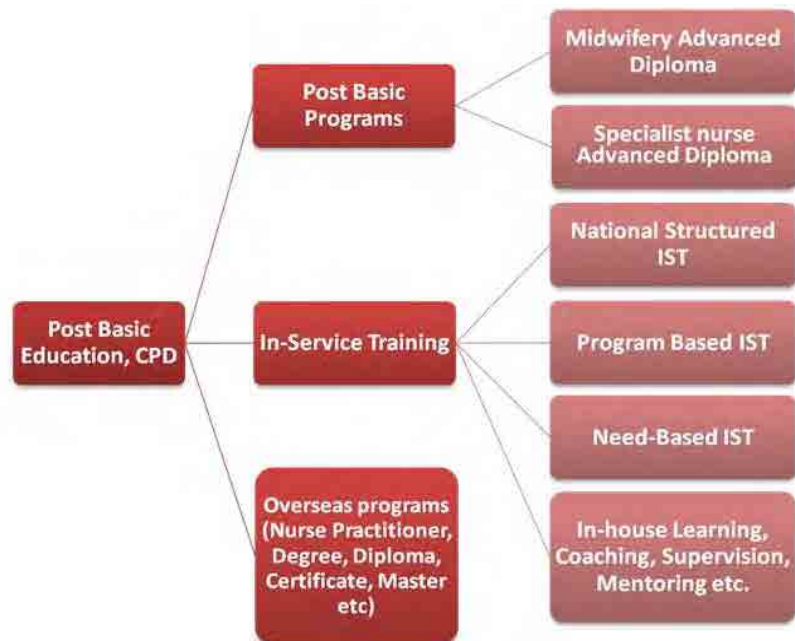 Post Basic
Education, CPD
Post Basic
Programs
Midwifery Advanced
Diploma
Specialist nurse
Advanced Diploma
In-Service Training
National Structured
IST
Program Based IST
Need-Based IST
In-house Learning,
Coaching, Supervision,
Mentoring etc.
Overseas programs
(Nurse Practitioner,
Degree, Diploma,
Certificate, Master
etc)